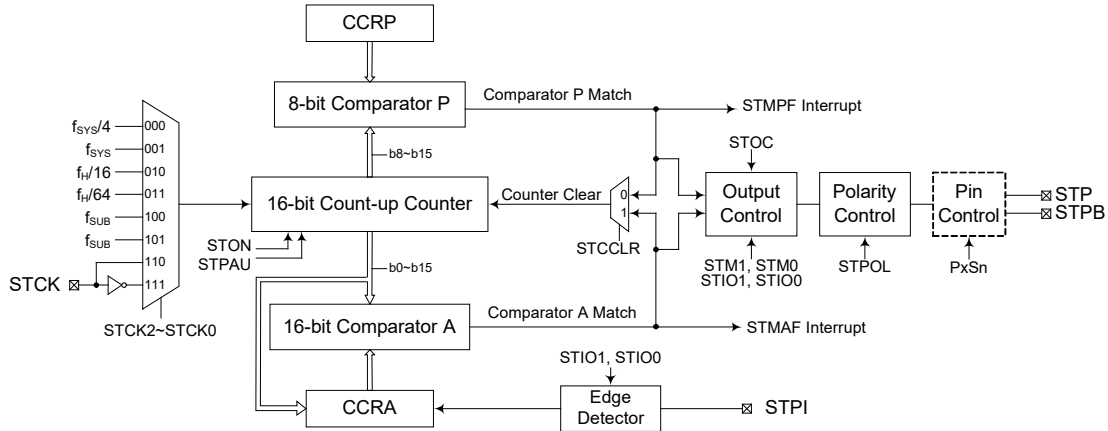 CCRP
8-bit Comparator P
Comparator P Match
STMPF Interrupt
b8~b15
fSYS/4
000
fSYS
001
fH/16
010
fH/64
011
fSUB
100
fSUB
101
110
111
STCK
STCK2~STCK0
16-bit Count-up Counter
STON
STPAU
Counter Clear
0
1
STCCLR
STOC
Output
Control
STM1, STM0
STIO1, STIO0
Polarity
Control
STPOL
Pin
Control
PxSn
STP
STPB
b0~b15
16-bit Comparator A
Comparator A Match
STMAF Interrupt
CCRA
STIO1, STIO0
Edge
Detector
STPI